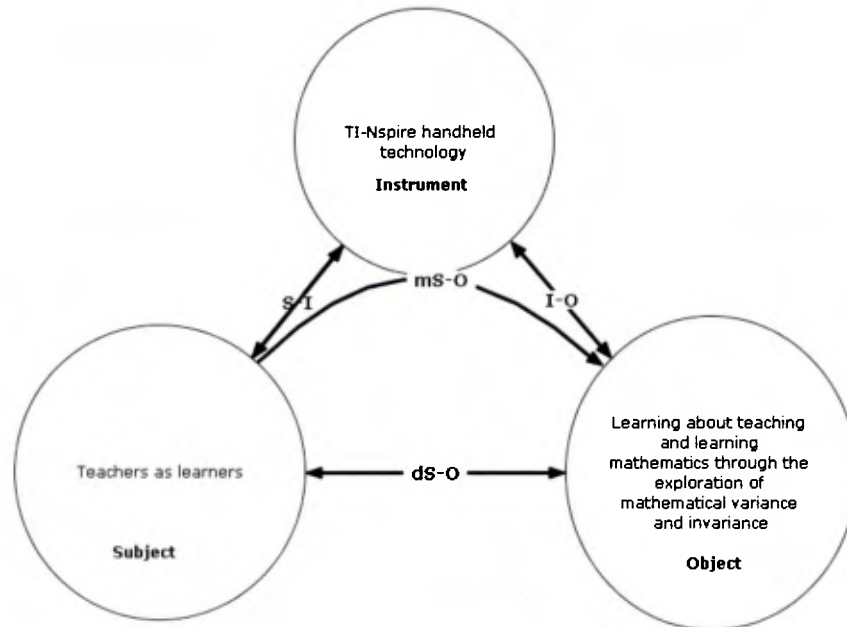 TI-Nspire handheld
technology
Instrument
mS-O
S-I
I-O
Teachers as learners
Subject
dS-O
Learning about teaching
and learning
mathematics through the
exploration of
mathematical variance
and invariance
Object